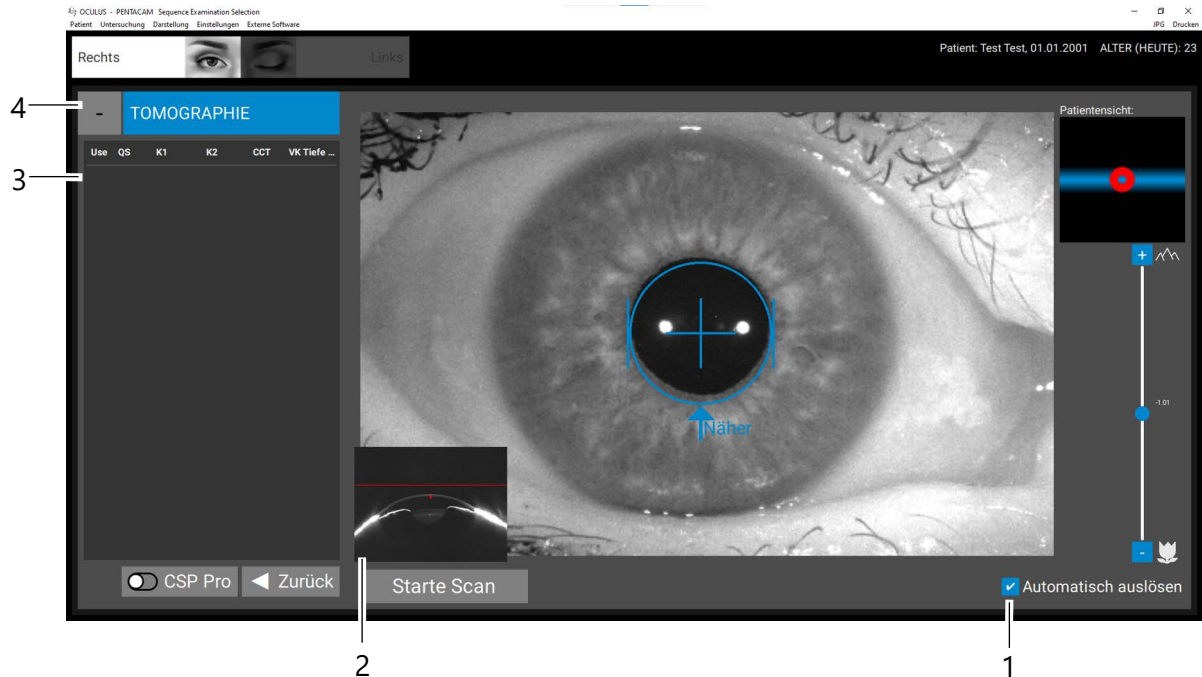 OCULUS - PENTACAM Sequence Examination Selection
Patient Untersuchung Darstellung Einstellungen Externe Software
JPG Drucken
Rechts
Links
Patient: Test Test, 01.01.2001 ALTER (HEUTE): 23
4
- TOMOGRAPHIE
Patientensicht:
Use QS K1 K2 CCT VK Tiefe ...
3
+
-1.01
Näher
-
CSP Pro
Zurück
Starte Scan
Automatisch auslösen
2
1